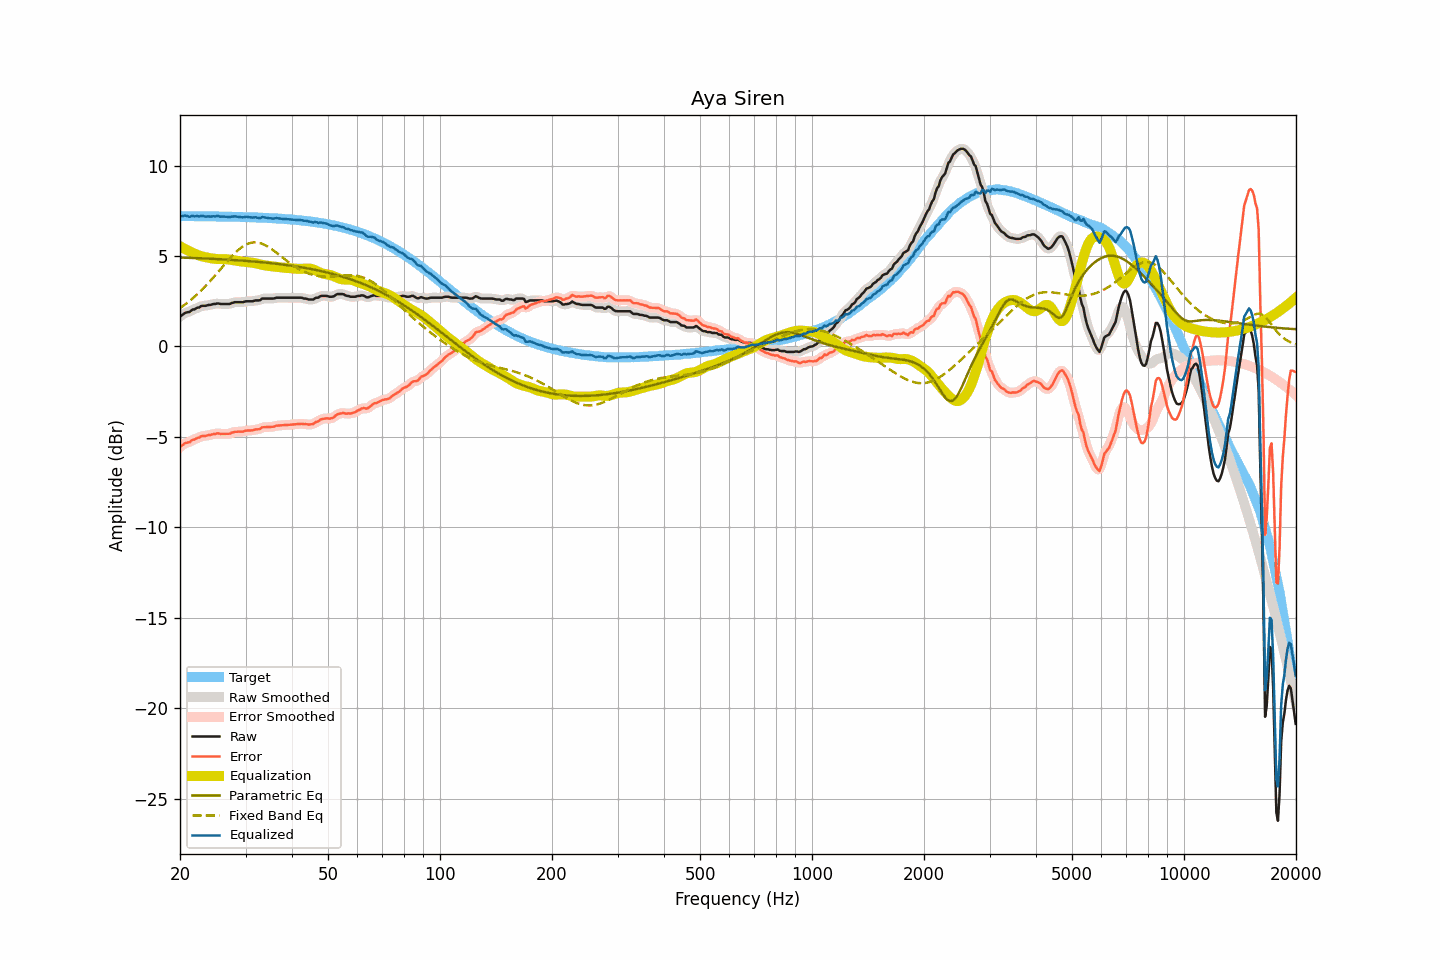 Aya Siren
10
5
0
−5
−10
−15
−20
−25
Amplitude (dBr)
Target
Raw Smoothed
Error Smoothed
Raw
Error
Equalization
Parametric Eq
Fixed Band Eq
Equalized
20 50 100 200 500 1000 2000 5000 10000 20000
Frequency (Hz)